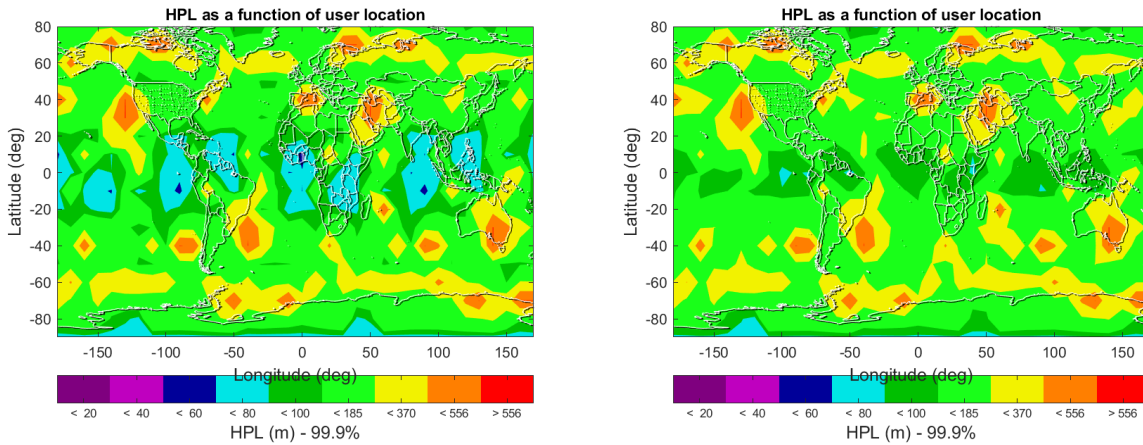 HPL as a function of user location
80
60
40
20
0
-20
-40
-60
-80
Latitude (deg)
-150 -100 -50 0 50 100 150
Longitude (deg)
< 20 < 40 < 60 < 80 < 100 < 185 < 370 < 556 > 556
HPL (m) - 99.9%
HPL as a function of user location
80
60
40
20
0
-20
-40
-60
-80
Latitude (deg)
-150 -100 -50 0 50 100 150
Longitude (deg)
< 20 < 40 < 60 < 80 < 100 < 185 < 370 < 556 > 556
HPL (m) - 99.9%